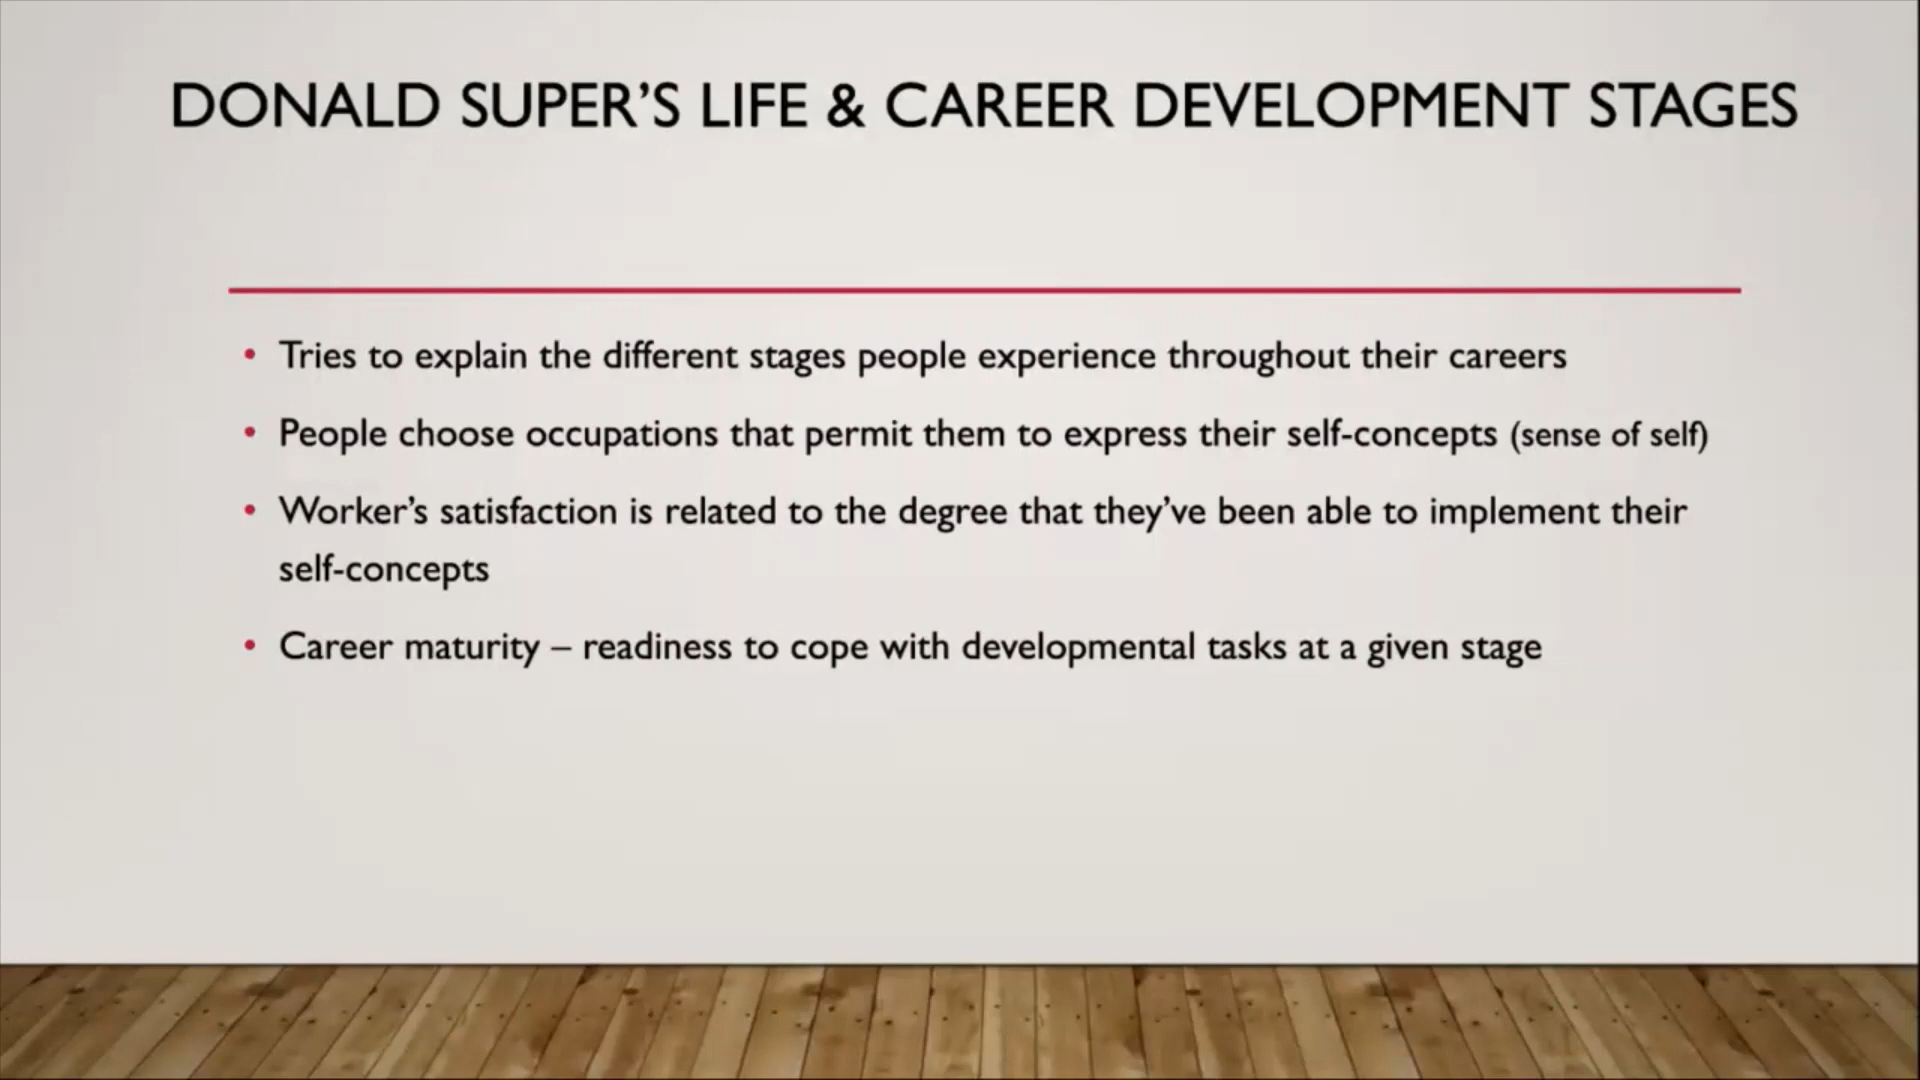 DONALD SUPER’S LIFE & CAREER DEVELOPMENT STAGES
• Tries to explain the different stages people experience throughout their careers
• People choose occupations that permit them to express their self-concepts (sense of self)
• Worker’s satisfaction is related to the degree that they’ve been able to implement their
self-concepts
• Career maturity – readiness to cope with developmental tasks at a given stage